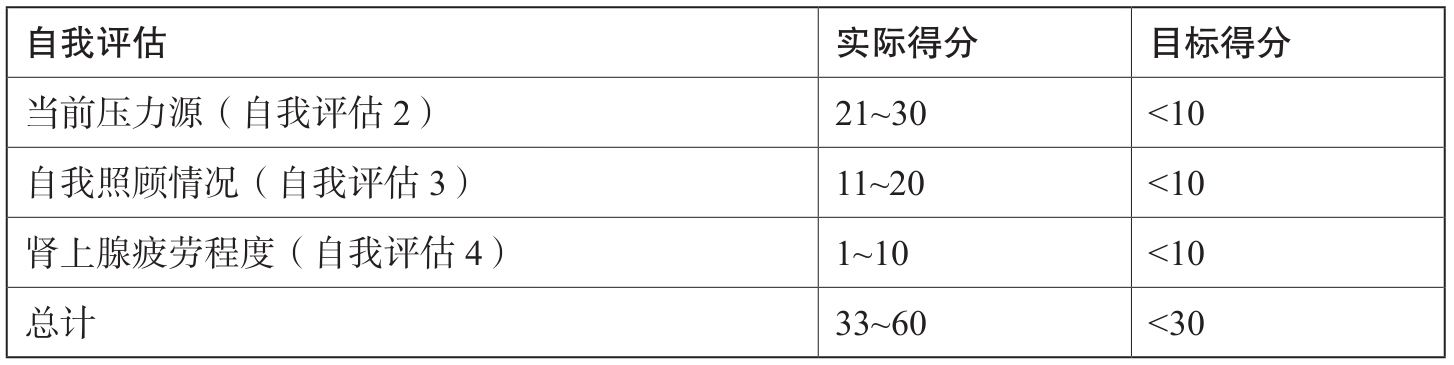 自我评估 实际得分 目标得分
当前压力源（自我评估 2） 21~30 <10
自我照顾情况（自我评估 3） 11~20 <10
肾上腺疲劳程度（自我评估 4） 1~10 <10
总计 33~60 <30